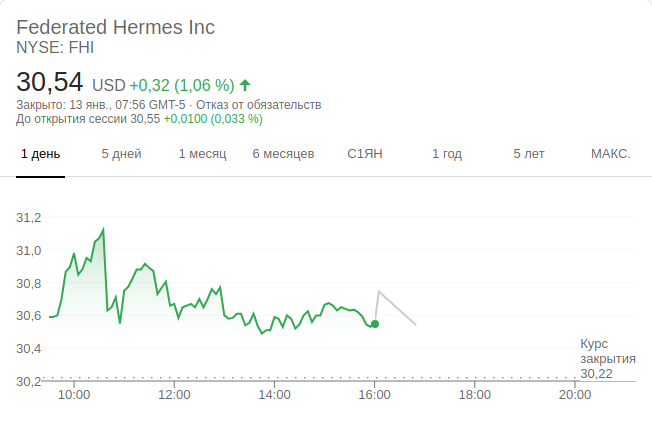 Federated Hermes Inc
NYSE: FHI
30,54 USD +0,32 (1,06 %)
Закрыто: 13 янв., 07:56 GMT-5 · Отказ от обязательств
До открытия сессии 30,55 +0,0100 (0,033 %)
1 день 5 дней 1 месяц 6 месяцев С1ЯН 1 год 5 лет МАКС.
31,2
31,0
30,8
30,6
30,4
Курс
закрытия
30,22
30,2
10:00 12:00 14:00 16:00 18:00 20:00